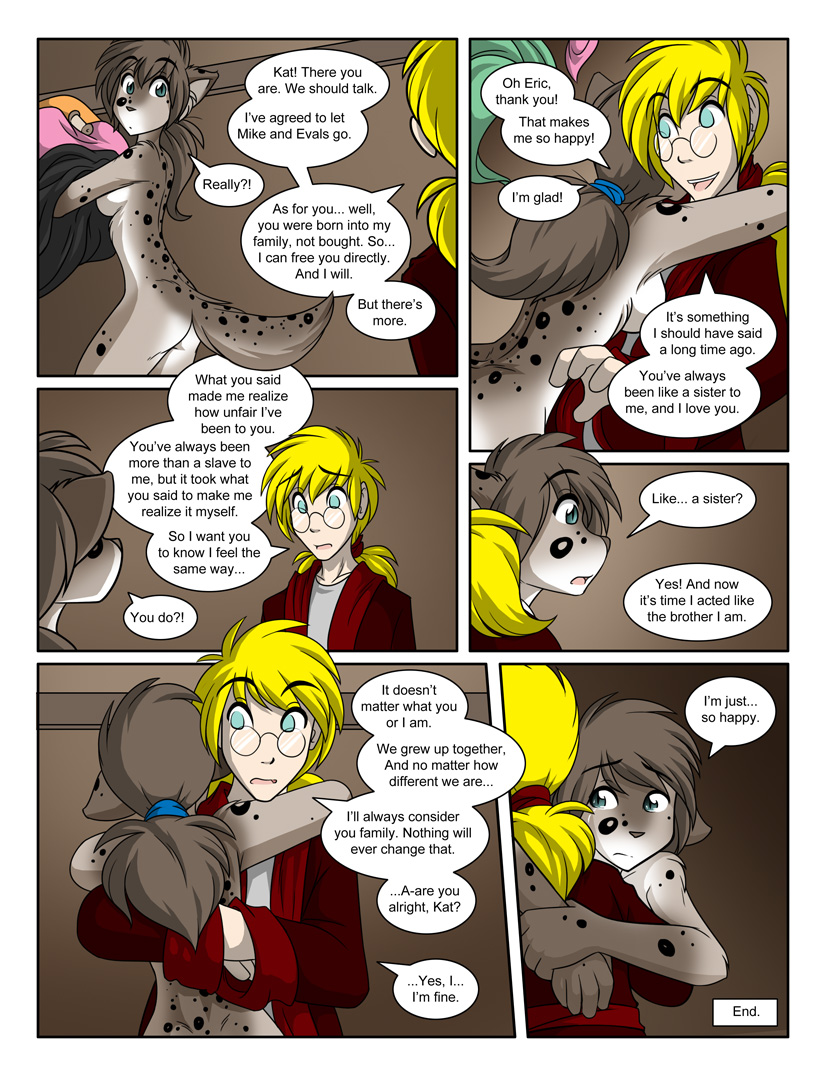 Kat! There you
are. We should talk.
I've agreed to let
Mike and Evals go.
Really?!
As for you... well,
you were born into my
family, not bought. So...
I can free you directly.
And I will.
But there's
more.
Oh Eric,
thank you!
That makes
me so happy!
I'm glad!
It's something
I should have said
a long time ago.
You've always
been like a sister to
me, and I love you.
What you said
made me realize
how unfair I've
been to you.
You've always been
more than a slave to
me, but it took what
you said to make me
realize it myself.
So I want you
to know I feel the
same way...
You do?!
Like... a sister?
Yes! And now
it's time I acted like
the brother I am.
It doesn't
matter what you
or I am.
We grew up together,
And no matter how
different we are...
I'll always consider
you family. Nothing will
ever change that.
...A-are you
alright, Kat?
...Yes, I...
I'm fine.
I'm just...
so happy.
End.